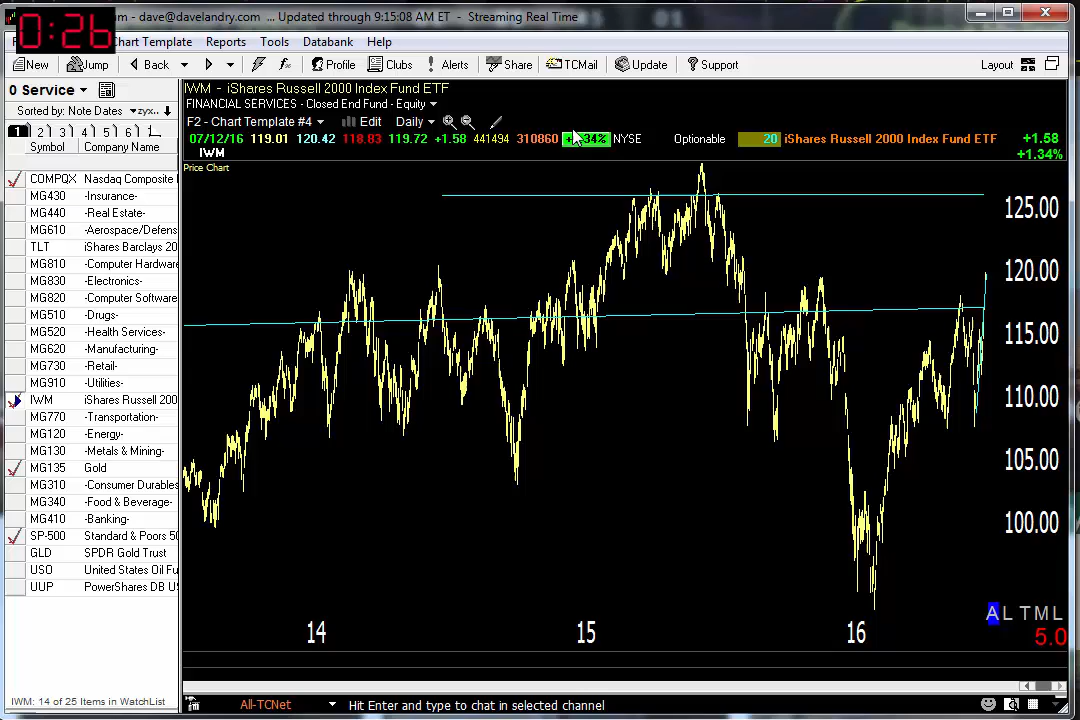 m - dave@davelandry.com ... Updated through 9:15:08 AM ET - Streaming Real Time
0:26
Chart Template Reports Tools Databank Help
New Jump Back Profile Clubs Alerts Share TCMail Update Support Layout
0 Service
IWM - iShares Russell 2000 Index Fund ETF
FINANCIAL SERVICES - Closed End Fund - Equity
Sorted by: Note Dates zyx..
F2 - Chart Template #4 Edit Daily
1 2 3 4 5 6
07/12/16 119.01 120.42 118.83 119.72 +1.58 441494 310860 NYSE Optionable 20 iShares Russell 2000 Index Fund ETF +1.58
Symbol Company Name
IWM +1.34%
Price Chart
COMPQX Nasdaq Composite
MG430 -Insurance-
MG440 -Real Estate-
MG610 -Aerospace/Defens
TLT iShares Barclays 20
MG810 -Computer Hardware
MG830 -Electronics-
MG820 -Computer Software
MG510 -Drugs-
MG520 -Health Services-
MG620 -Manufacturing-
MG730 -Retail-
MG910 -Utilities-
IWM iShares Russell 200
MG770 -Transportation-
MG120 -Energy-
MG130 -Metals & Mining-
MG135 Gold
MG310 -Consumer Durables
MG340 -Food & Beverage-
MG410 -Banking-
SP-500 Standard & Poors 50
GLD SPDR Gold Trust
USO United States Oil Fu
UUP PowerShares DB US
125.00
120.00
115.00
110.00
105.00
100.00
14 15 16
A L T M L
5.0
IWM: 14 of 25 Items in WatchList
All-TCNet Hit Enter and type to chat in selected channel